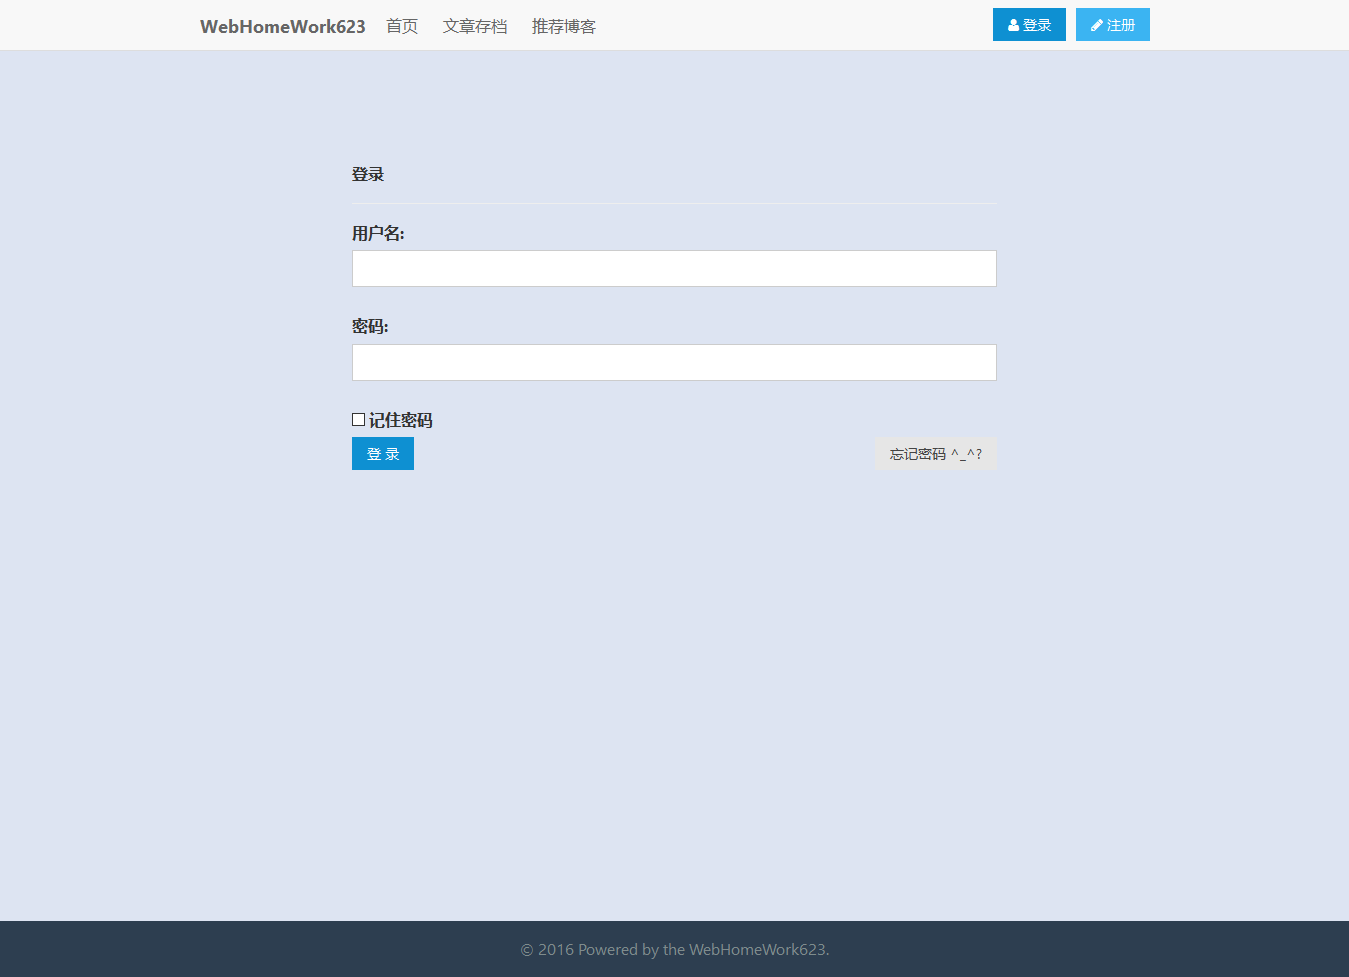 WebHomeWork623 首页 文章存档 推荐博客 登录 注册
登录
用户名:
密码:
记住密码
登 录 忘记密码 ^_^?
© 2016 Powered by the WebHomeWork623.